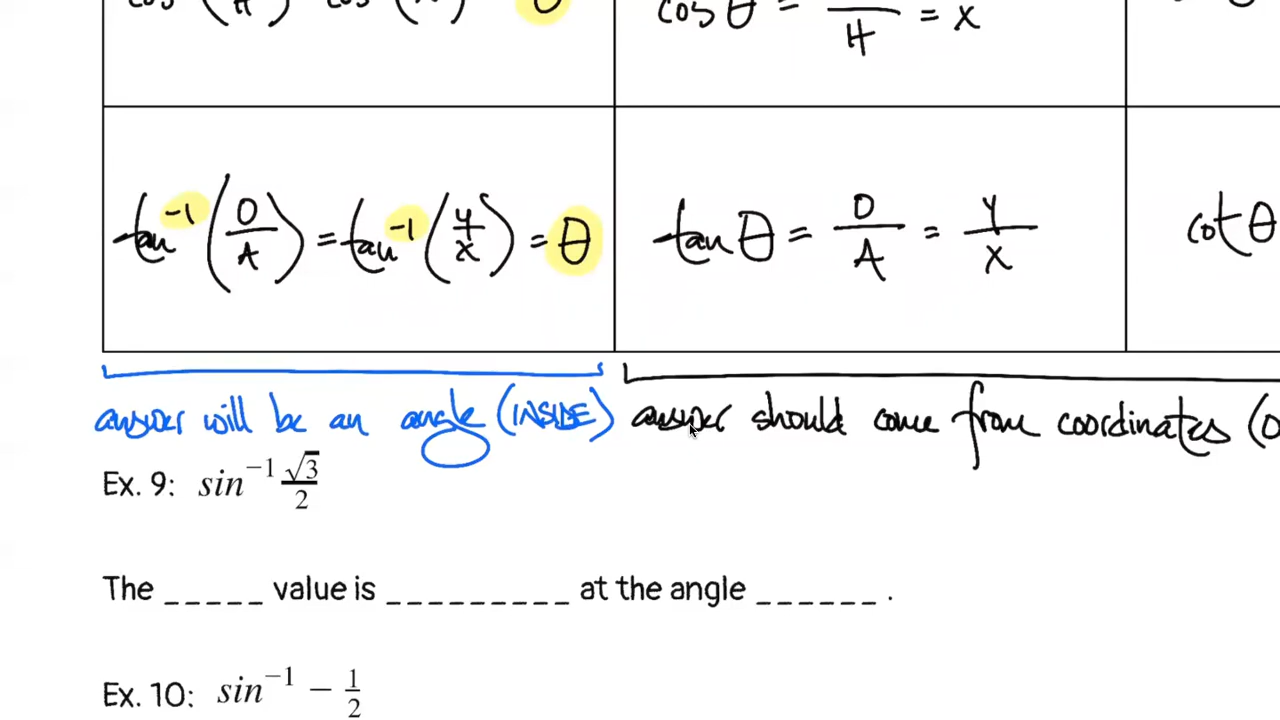 cos θ = — / H = x
tan⁻¹(O/A) = tan⁻¹(y/x) = θ
tan θ = O/A = y/x
cot θ
answer will be an angle (INSIDE)
answer should come from coordinates (O
Ex. 9: sin⁻¹ √3/2
The _____ value is _________ at the angle ______ .
Ex. 10: sin⁻¹ − 1/2